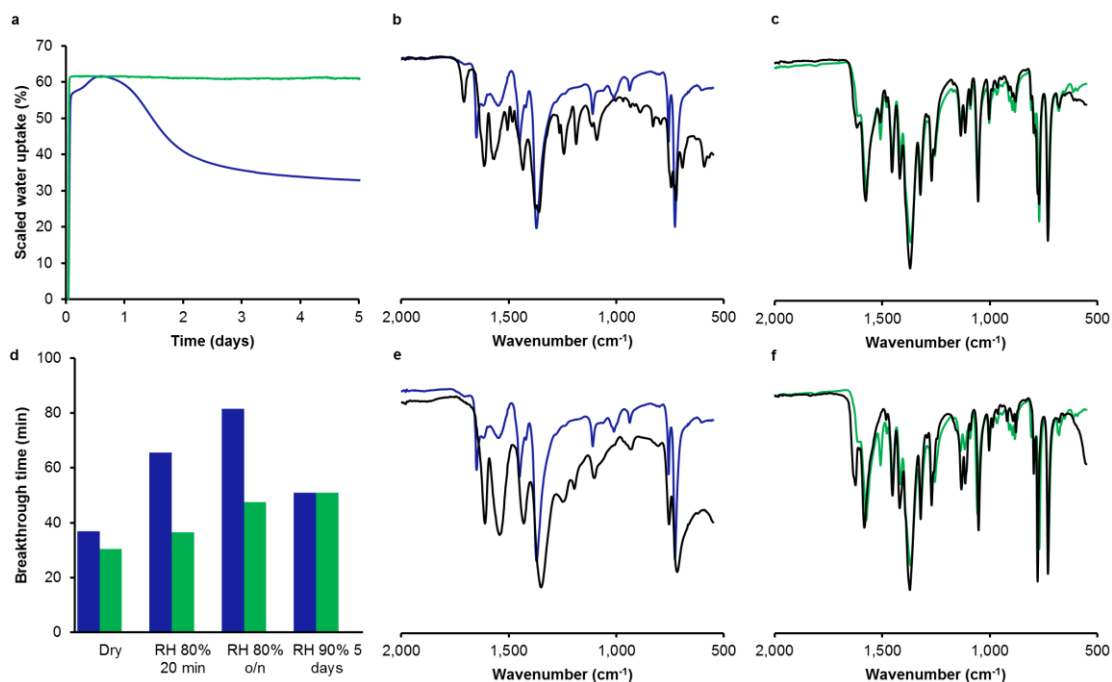 a
70
60
50
40
30
20
10
0
Scaled water uptake (%)
0 1 2 3 4 5
Time (days)
b
2,000 1,500 1,000 500
Wavenumber (cm⁻¹)
c
2,000 1,500 1,000 500
Wavenumber (cm⁻¹)
d
100
80
60
40
20
0
Breakthrough time (min)
Dry RH 80% RH 80% RH 90% 5
20 min o/n days
e
2,000 1,500 1,000 500
Wavenumber (cm⁻¹)
f
2,000 1,500 1,000 500
Wavenumber (cm⁻¹)